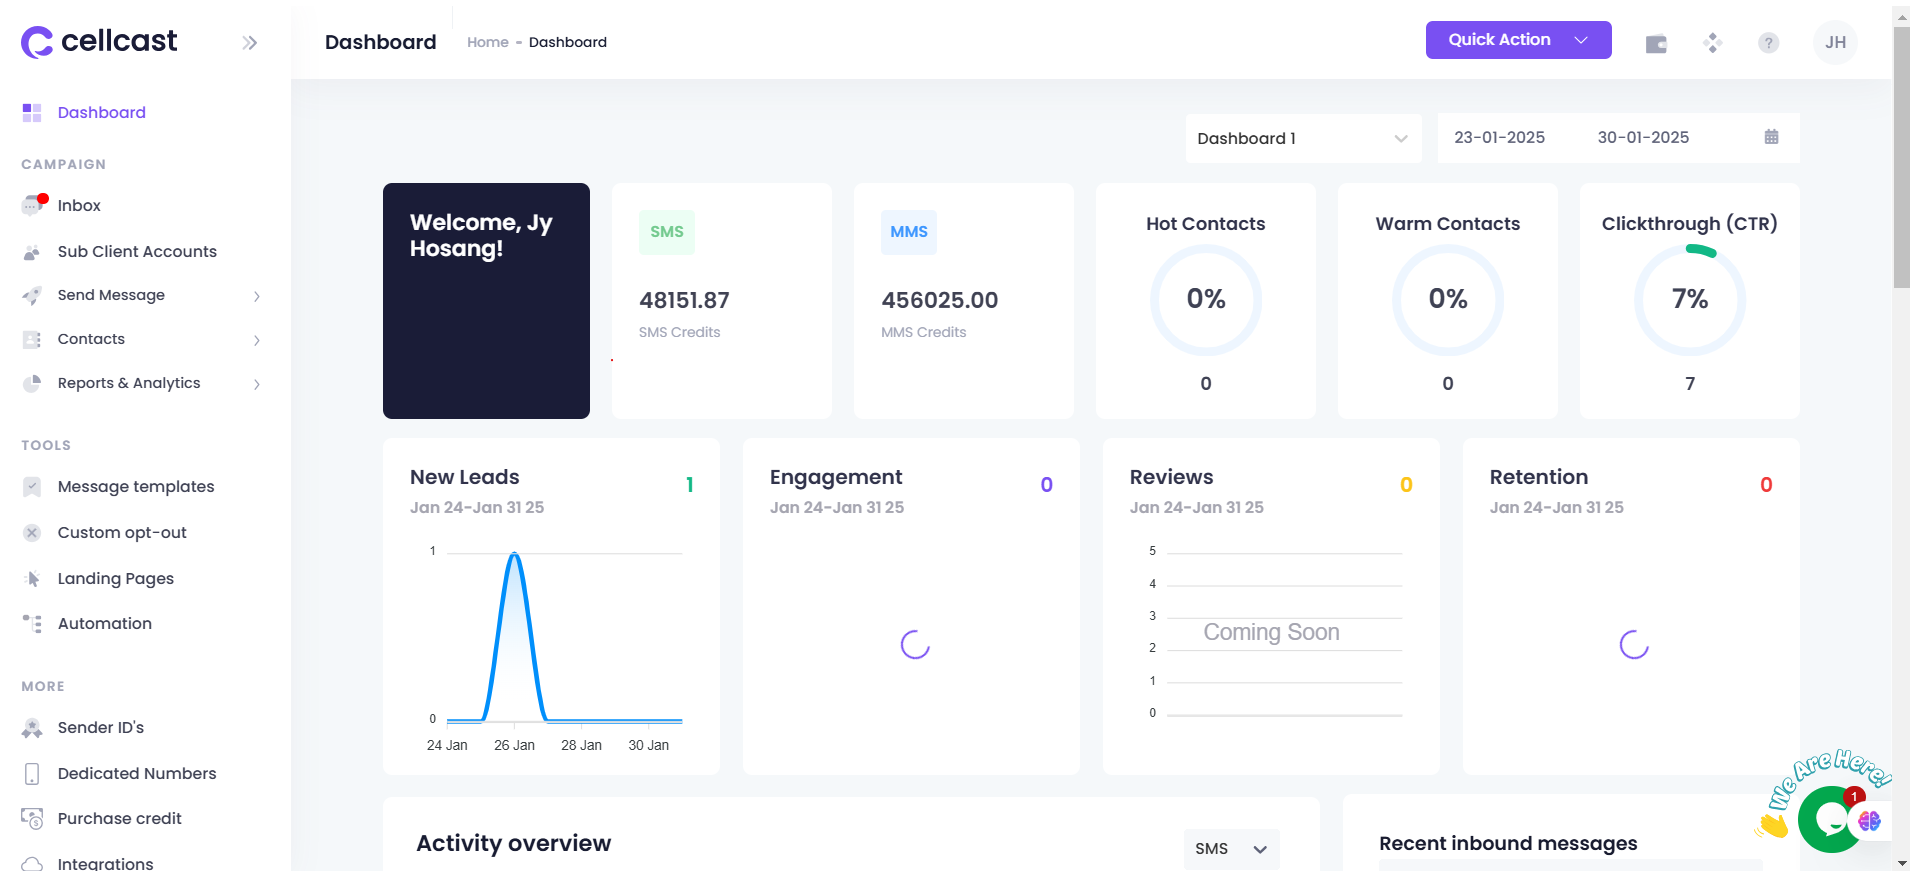 cellcast
Dashboard
CAMPAIGN
Inbox
Sub Client Accounts
Send Message
Contacts
Reports & Analytics
TOOLS
Message templates
Custom opt-out
Landing Pages
Automation
MORE
Sender ID's
Dedicated Numbers
Purchase credit
Integrations
Dashboard
Home - Dashboard
Quick Action
?
JH
Dashboard 1
23-01-2025
30-01-2025
Welcome, Jy
Hosang!
SMS
48151.87
SMS Credits
MMS
456025.00
MMS Credits
Hot Contacts
0%
0
Warm Contacts
0%
0
Clickthrough (CTR)
7%
7
New Leads
1
Jan 24-Jan 31 25
1
0
24 Jan
26 Jan
28 Jan
30 Jan
Engagement
0
Jan 24-Jan 31 25
Reviews
0
Jan 24-Jan 31 25
5
4
3
Coming Soon
2
1
0
Retention
0
Jan 24-Jan 31 25
Activity overview
SMS
Recent inbound messages
We Are Here!
1